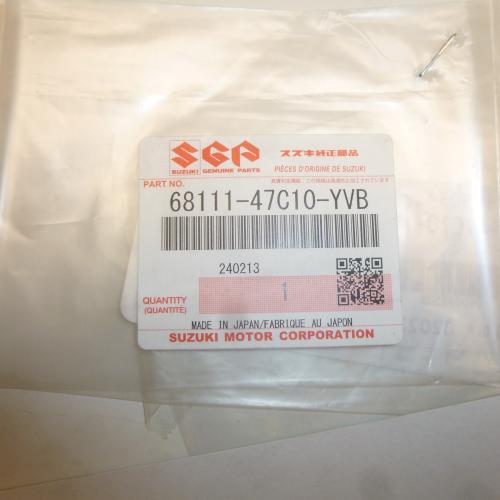 SGP スズキ純正部品
SUZUKI GENUINE PARTS PIÈCES D'ORIGINE DE SUZUKI
PART NO.
68111-47C10-YVB
240213
QUANTITY 1
(QUANTITÉ)
MADE IN JAPAN/FABRIQUE AU JAPON
SUZUKI MOTOR CORPORATION